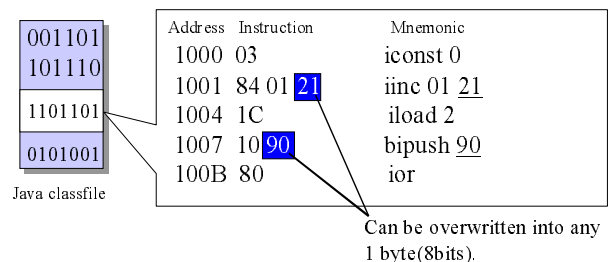 001101
101110
1101101
0101001
Java classfile
Address Instruction Mnemonic
1000 03 iconst 0
1001 84 01 21 iinc 01 21
1004 1C iload 2
1007 10 90 bipush 90
100B 80 ior
Can be overwritten into any
1 byte(8bits).